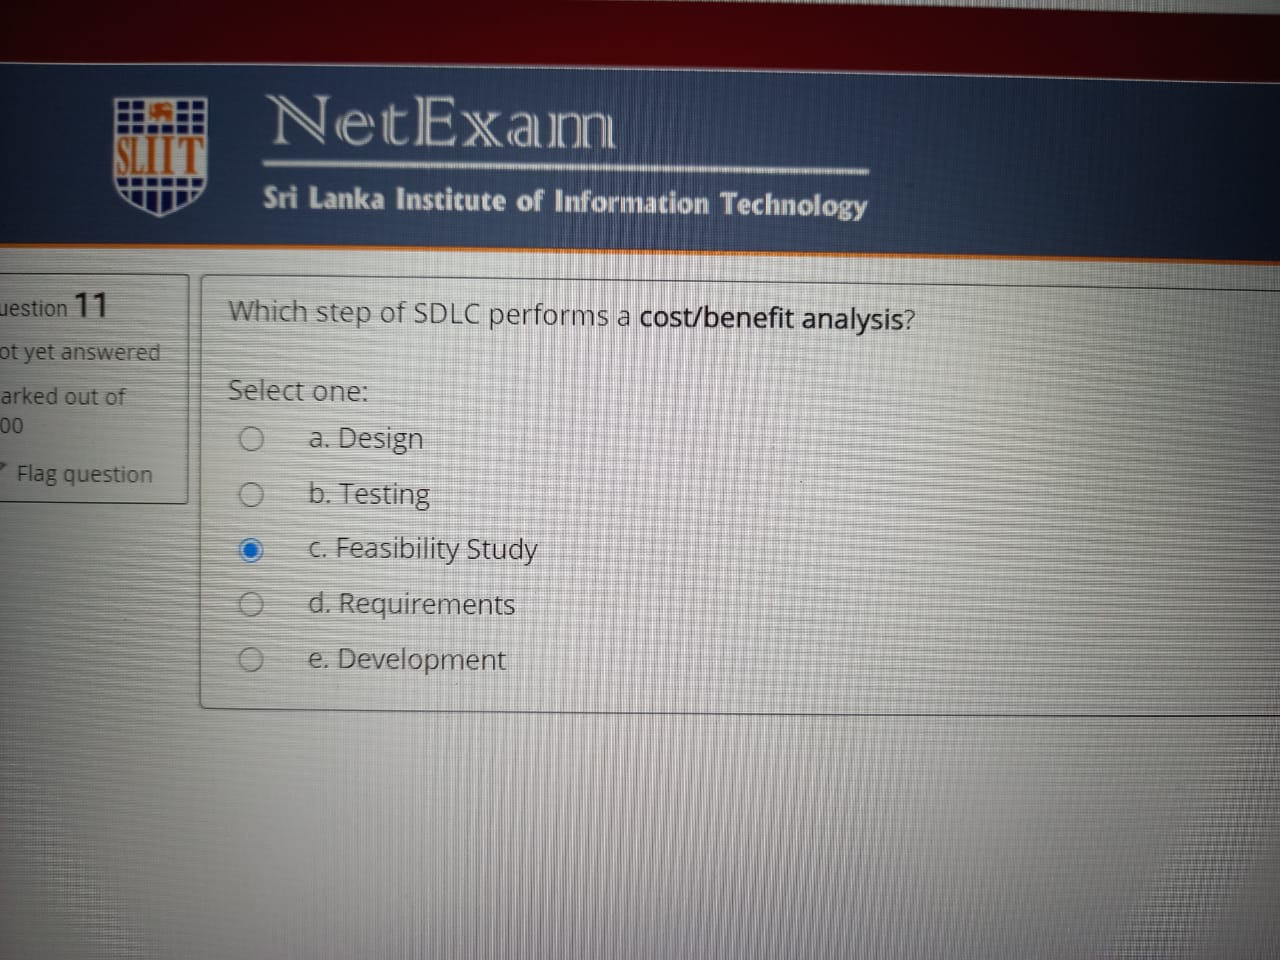 SLIIT
NetExam
Sri Lanka Institute of Information Technology
uestion 11
ot yet answered
arked out of
00
Flag question
Which step of SDLC performs a cost/benefit analysis?
Select one:
a. Design
b. Testing
c. Feasibility Study
d. Requirements
e. Development